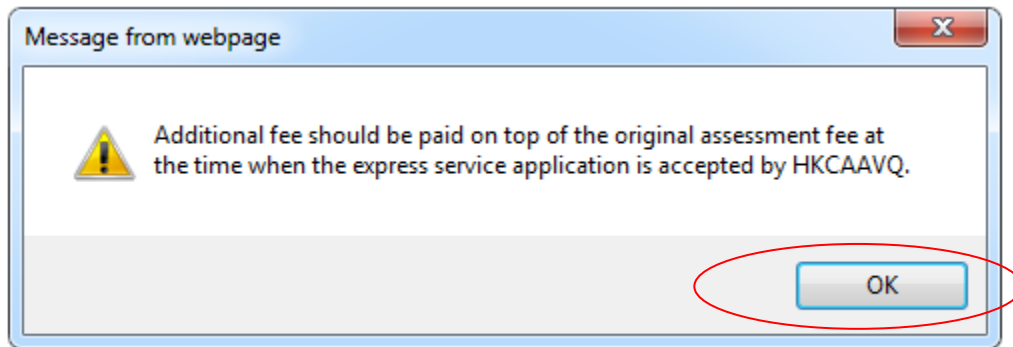 Message from webpage
Additional fee should be paid on top of the original assessment fee at
the time when the express service application is accepted by HKCAAVQ.
OK